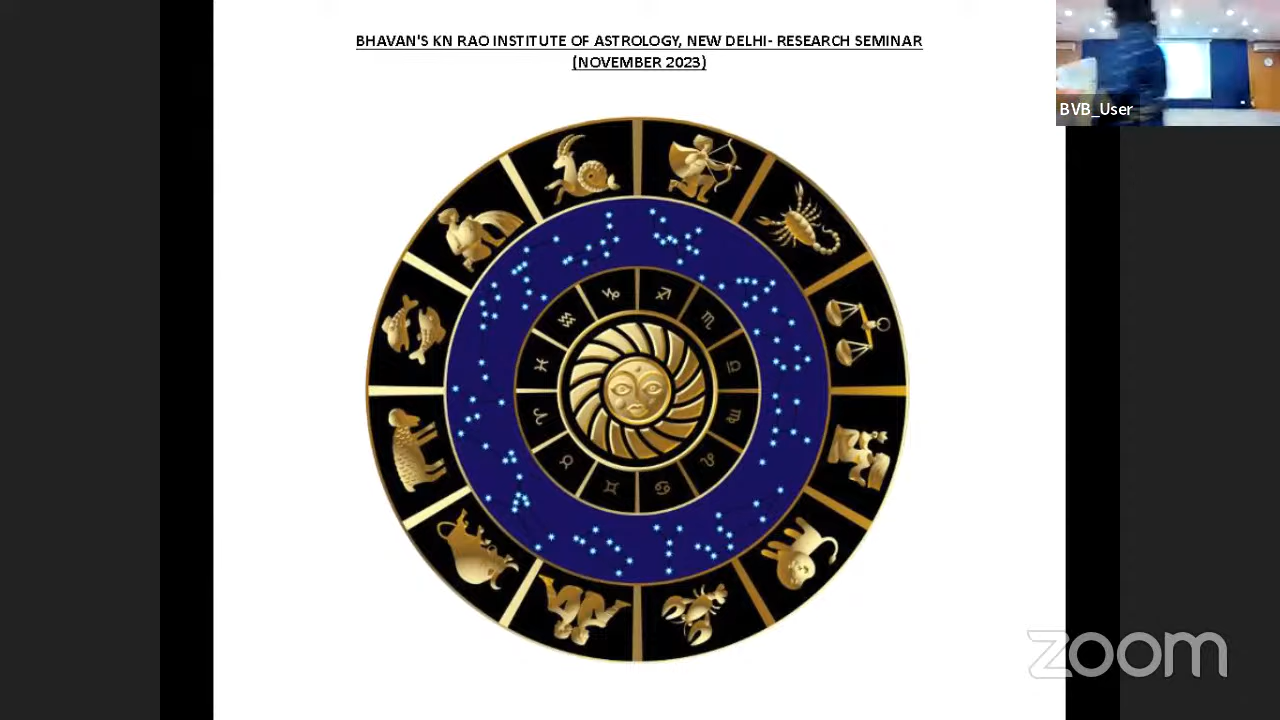 BHAVAN'S KN RAO INSTITUTE OF ASTROLOGY, NEW DELHI- RESEARCH SEMINAR
(NOVEMBER 2023)
BVB_User
zoom